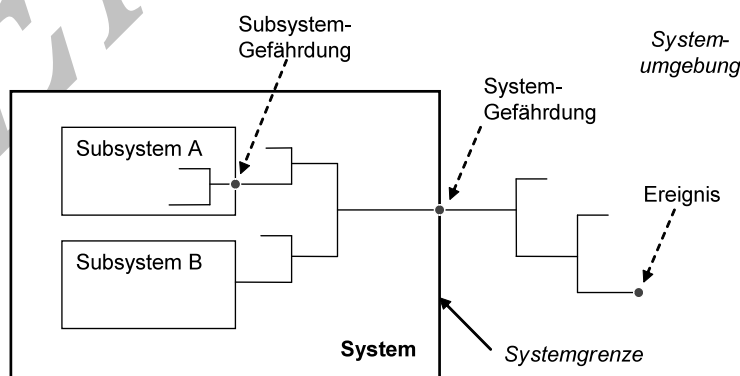 Subsystem-
Gefährdung
System-
umgebung
System-
Gefährdung
Subsystem A
Ereignis
Subsystem B
System
Systemgrenze